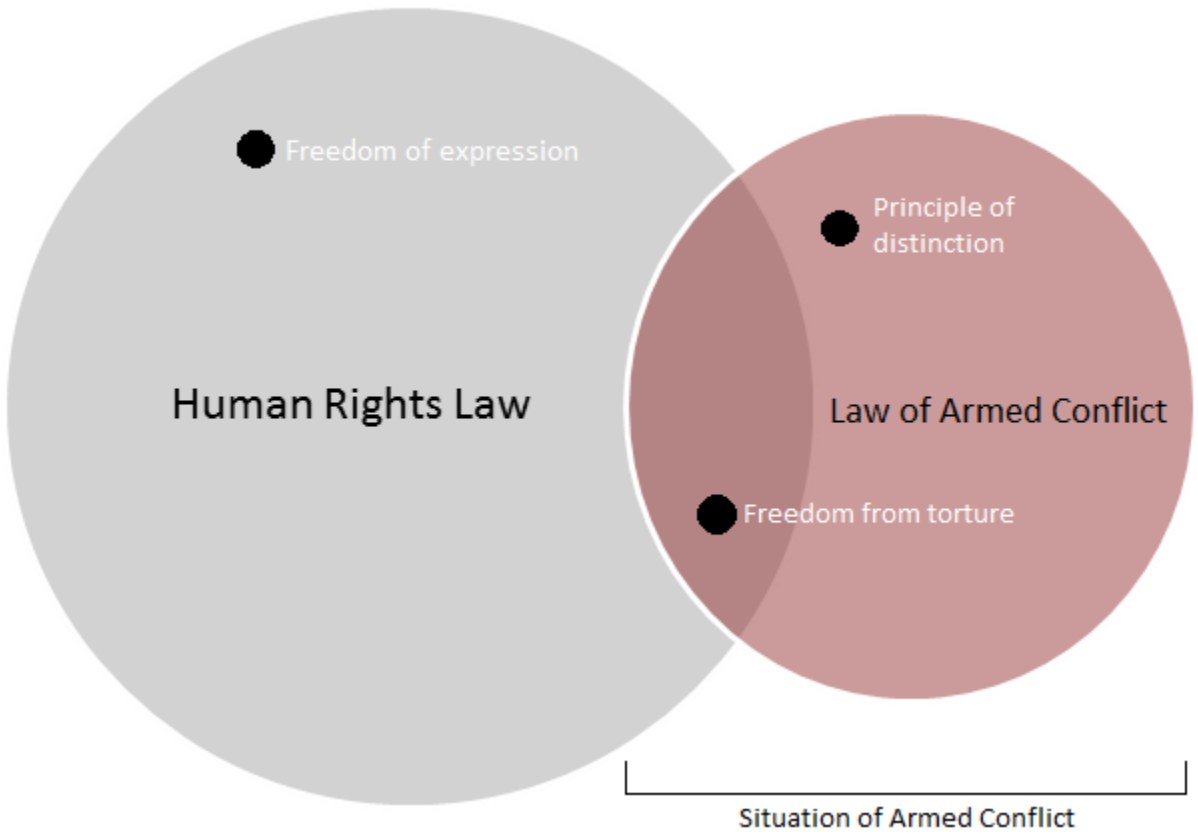 Freedom of expression
Principle of
distinction
Human Rights Law
Law of Armed Conflict
Freedom from torture
Situation of Armed Conflict